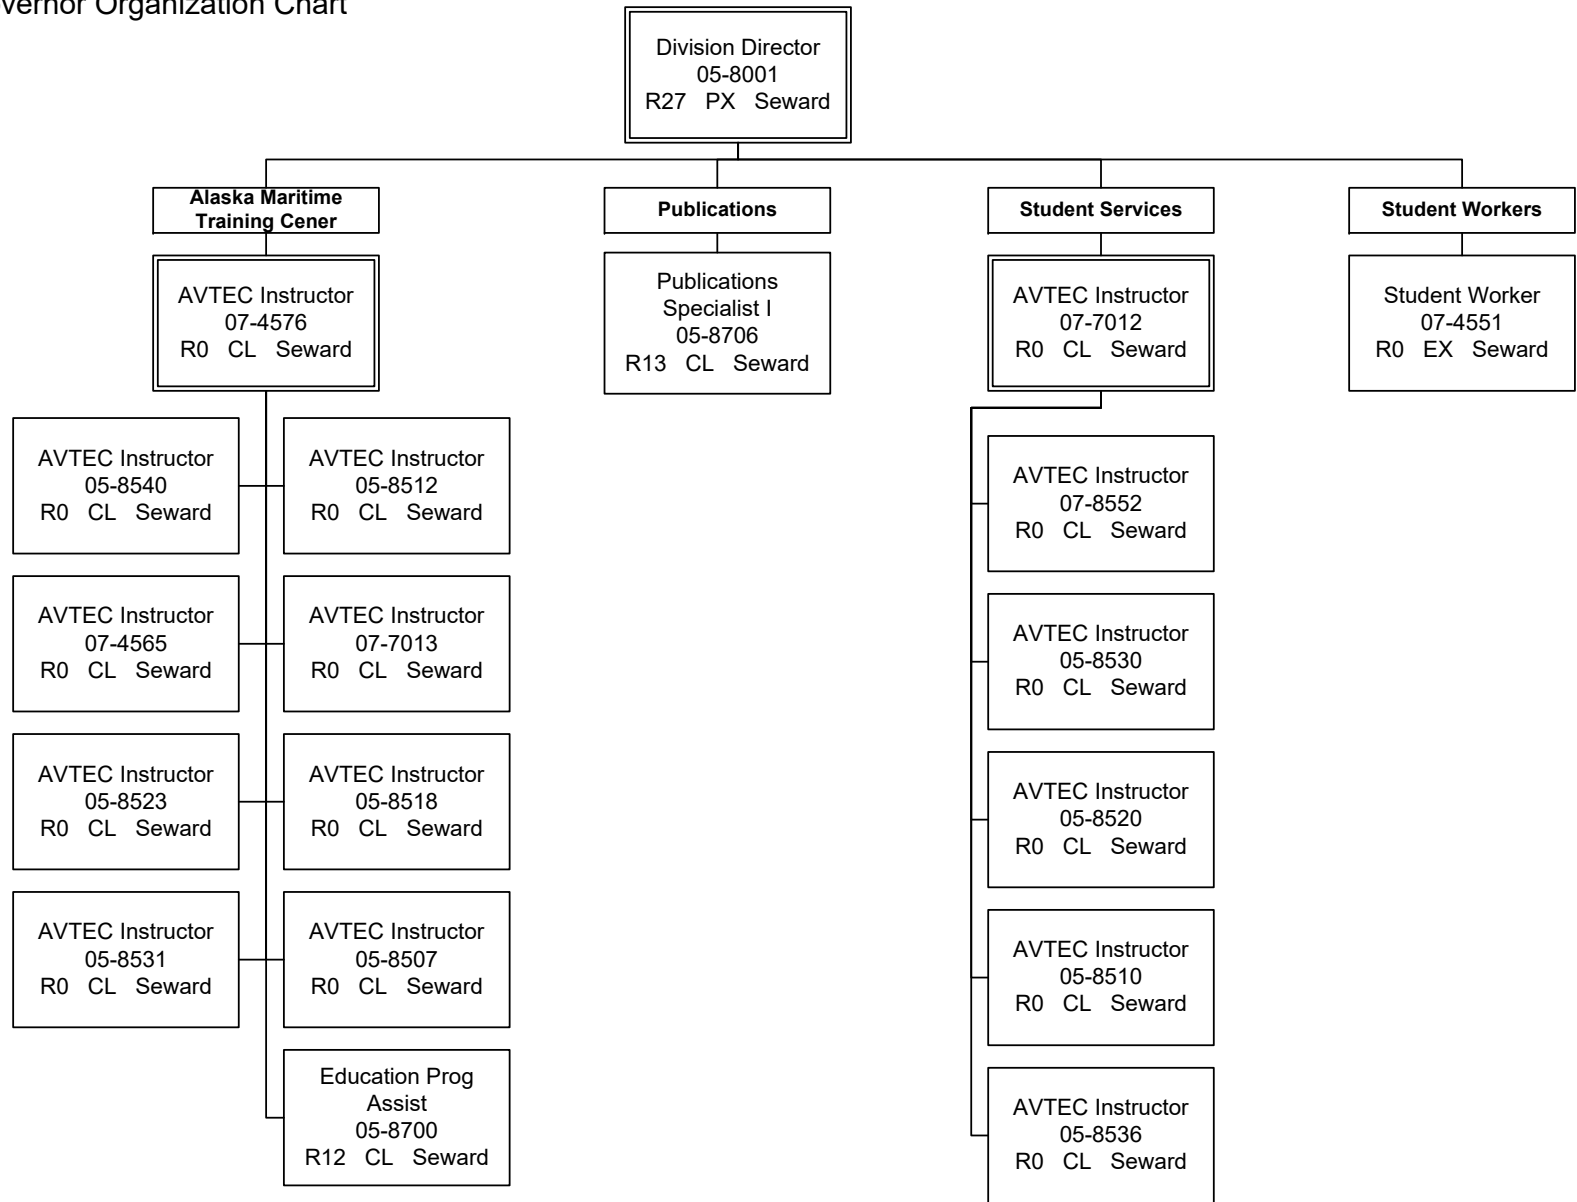 Organization Chart
Division Director
05-8001
R27 PX Seward
Alaska Maritime
Training Cener
AVTEC Instructor
07-4576
R0 CL Seward
AVTEC Instructor
05-8540
R0 CL Seward
AVTEC Instructor
05-8512
R0 CL Seward
AVTEC Instructor
07-4565
R0 CL Seward
AVTEC Instructor
07-7013
R0 CL Seward
AVTEC Instructor
05-8523
R0 CL Seward
AVTEC Instructor
05-8518
R0 CL Seward
AVTEC Instructor
05-8531
R0 CL Seward
AVTEC Instructor
05-8507
R0 CL Seward
Education Prog
Assist
05-8700
R12 CL Seward
Publications
Publications
Specialist I
05-8706
R13 CL Seward
Student Services
AVTEC Instructor
07-7012
R0 CL Seward
AVTEC Instructor
07-8552
R0 CL Seward
AVTEC Instructor
05-8530
R0 CL Seward
AVTEC Instructor
05-8520
R0 CL Seward
AVTEC Instructor
05-8510
R0 CL Seward
AVTEC Instructor
05-8536
R0 CL Seward
Student Workers
Student Worker
07-4551
R0 EX Seward